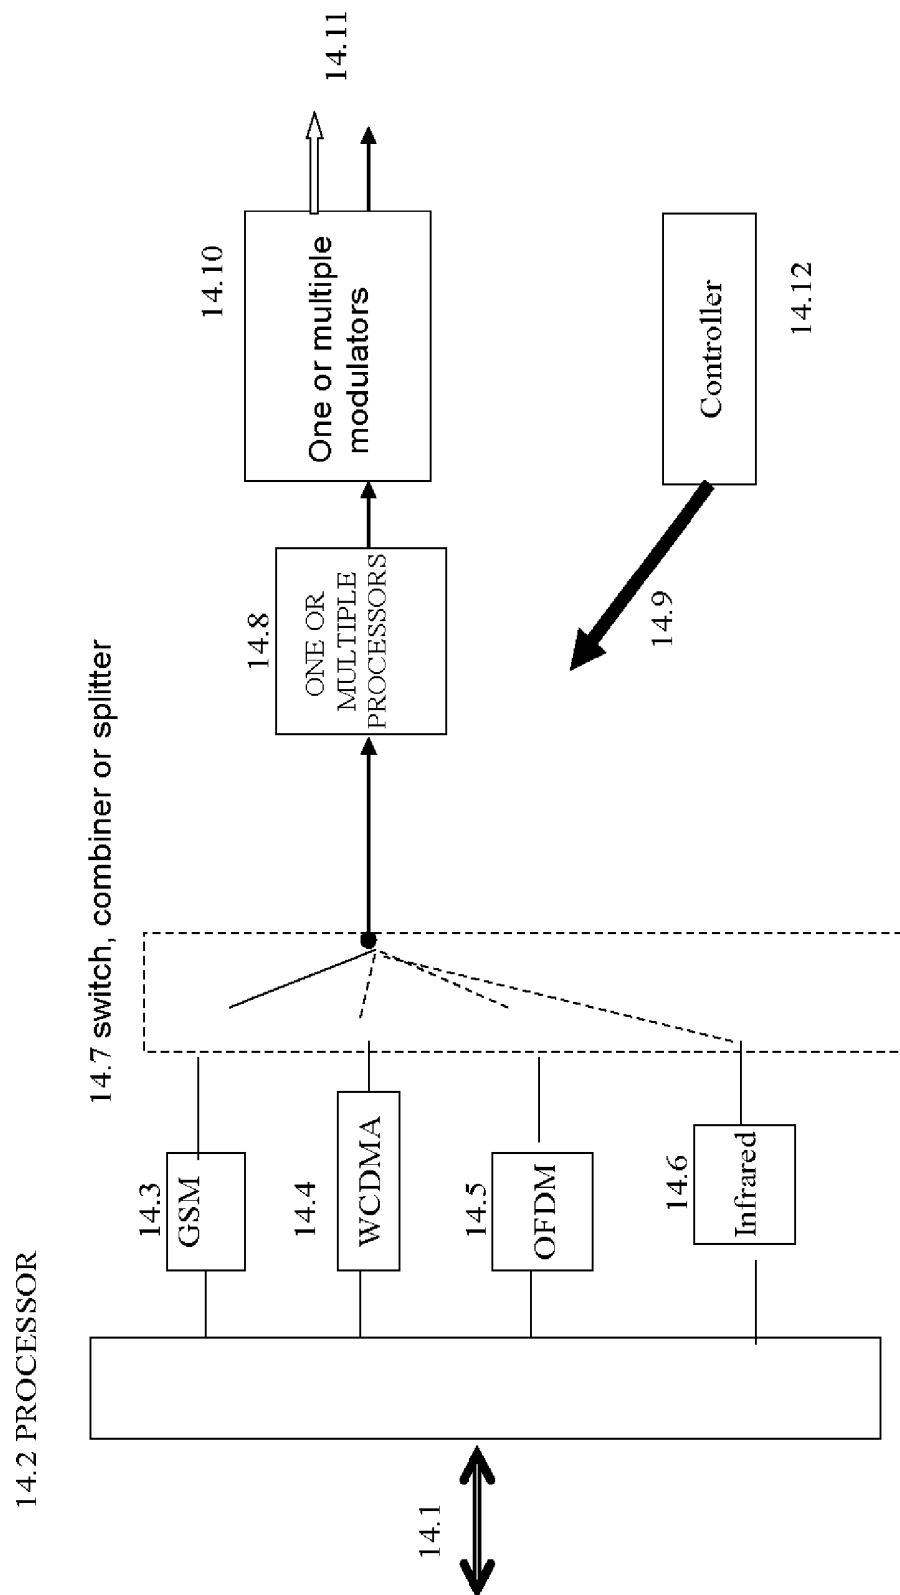 14.2 PROCESSOR
14.7 switch, combiner or splitter
14.1
14.3
GSM
14.4
WCDMA
14.5
OFDM
14.6
Infrared
14.8
ONE OR
MULTIPLE
PROCESSORS
14.9
14.10
One or multiple
modulators
14.11
Controller
14.12